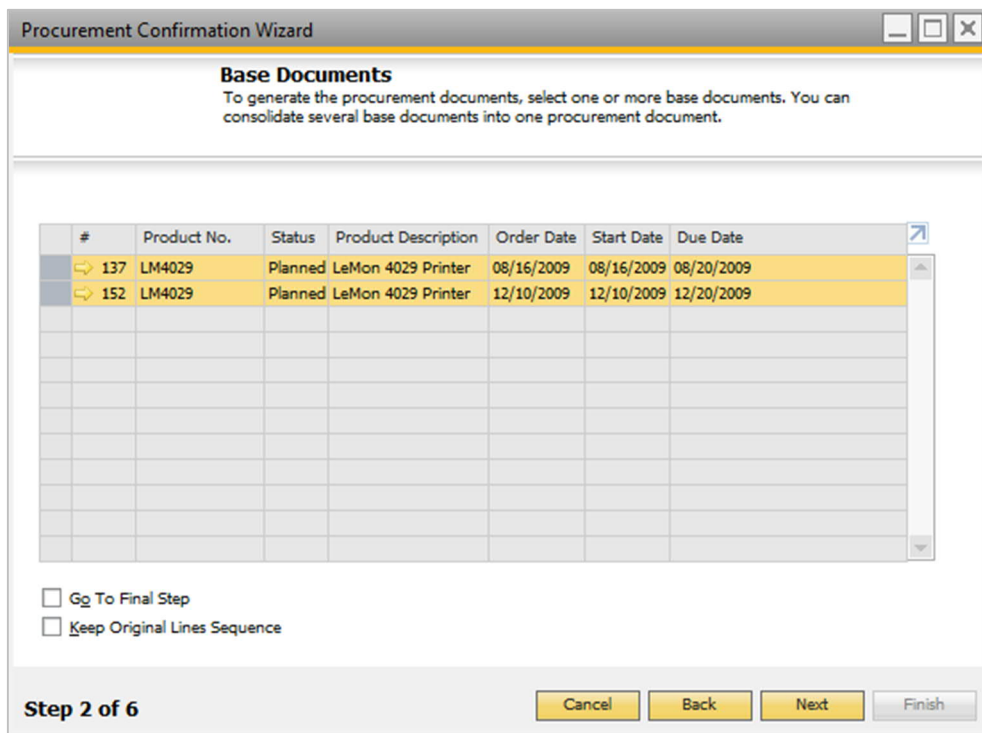 Procurement Confirmation Wizard
Base Documents
To generate the procurement documents, select one or more base documents. You can
consolidate several base documents into one procurement document.
# Product No. Status Product Description Order Date Start Date Due Date
137 LM4029 Planned LeMon 4029 Printer 08/16/2009 08/16/2009 08/20/2009
152 LM4029 Planned LeMon 4029 Printer 12/10/2009 12/10/2009 12/20/2009
Go To Final Step
Keep Original Lines Sequence
Step 2 of 6 Cancel Back Next Finish